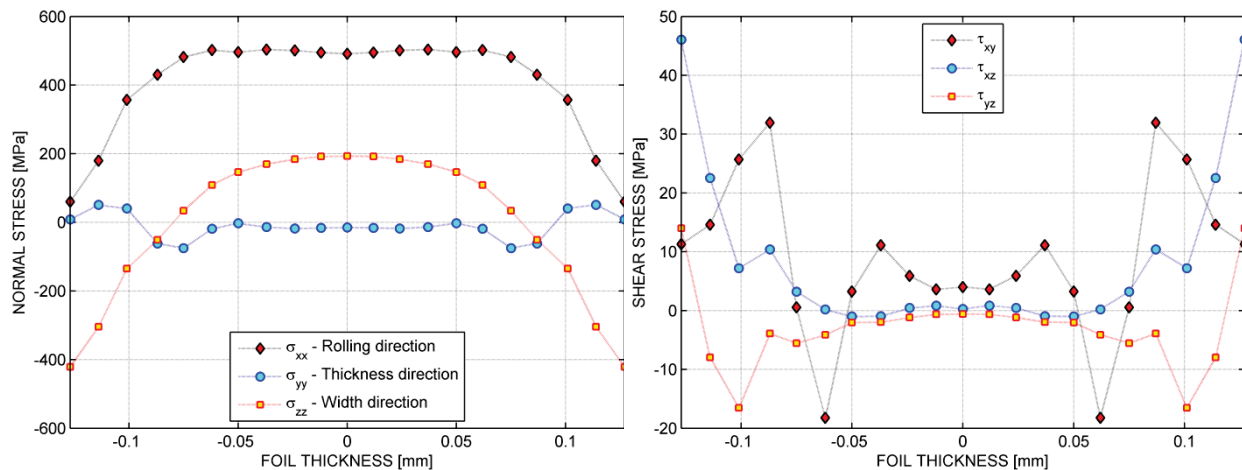 600
400
200
0
-200
-400
-600
NORMAL STRESS [MPa]
σxx - Rolling direction
σyy - Thickness direction
σzz - Width direction
-0.1
-0.05
0
0.05
0.1
FOIL THICKNESS [mm]
50
40
30
20
10
0
-10
-20
SHEAR STRESS [MPa]
τxy
τxz
τyz
-0.1
-0.05
0
0.05
0.1
FOIL THICKNESS [mm]